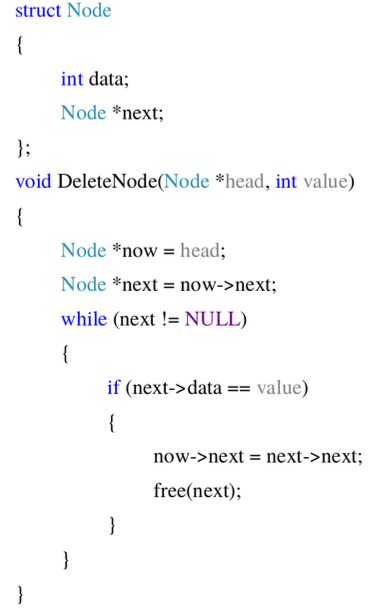 struct Node
{
int data;
Node *next;
};
void DeleteNode(Node *head, int value)
{
Node *now = head;
Node *next = now->next;
while (next != NULL)
{
if (next->data == value)
{
now->next = next->next;
free(next);
}
}
}